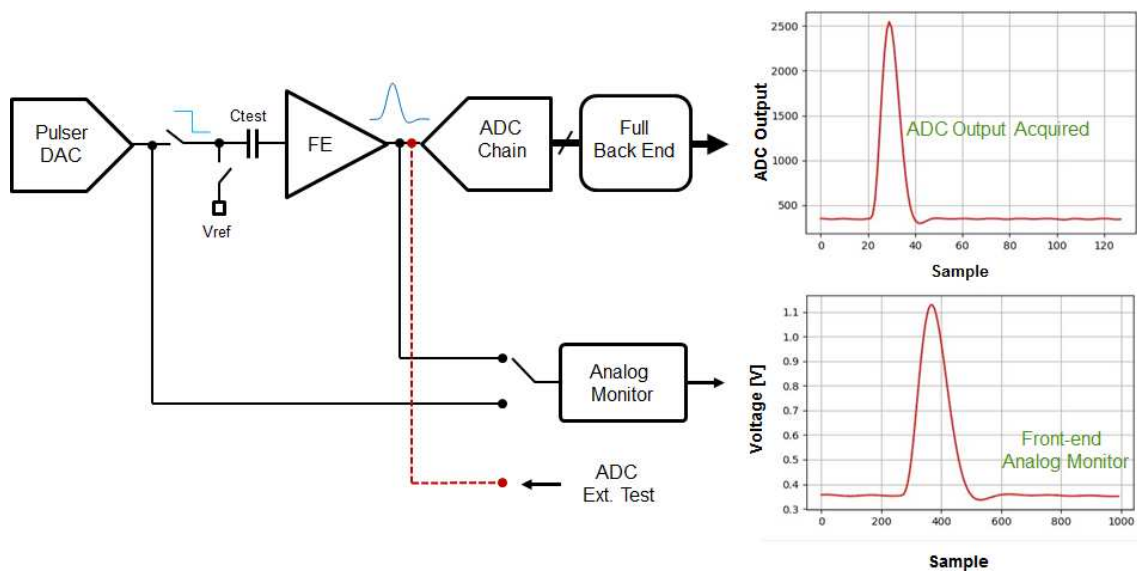 Pulser
DAC
Vref
Ctest
FE
ADC
Chain
Full
Back End
Analog
Monitor
ADC
Ext. Test
ADC Output
2500
2000
1500
1000
500
ADC Output Acquired
0 20 40 60 80 100 120
Sample
Voltage [V]
1.1
1.0
0.9
0.8
0.7
0.6
0.5
0.4
0.3
Front-end
Analog Monitor
0 200 400 600 800 1000
Sample